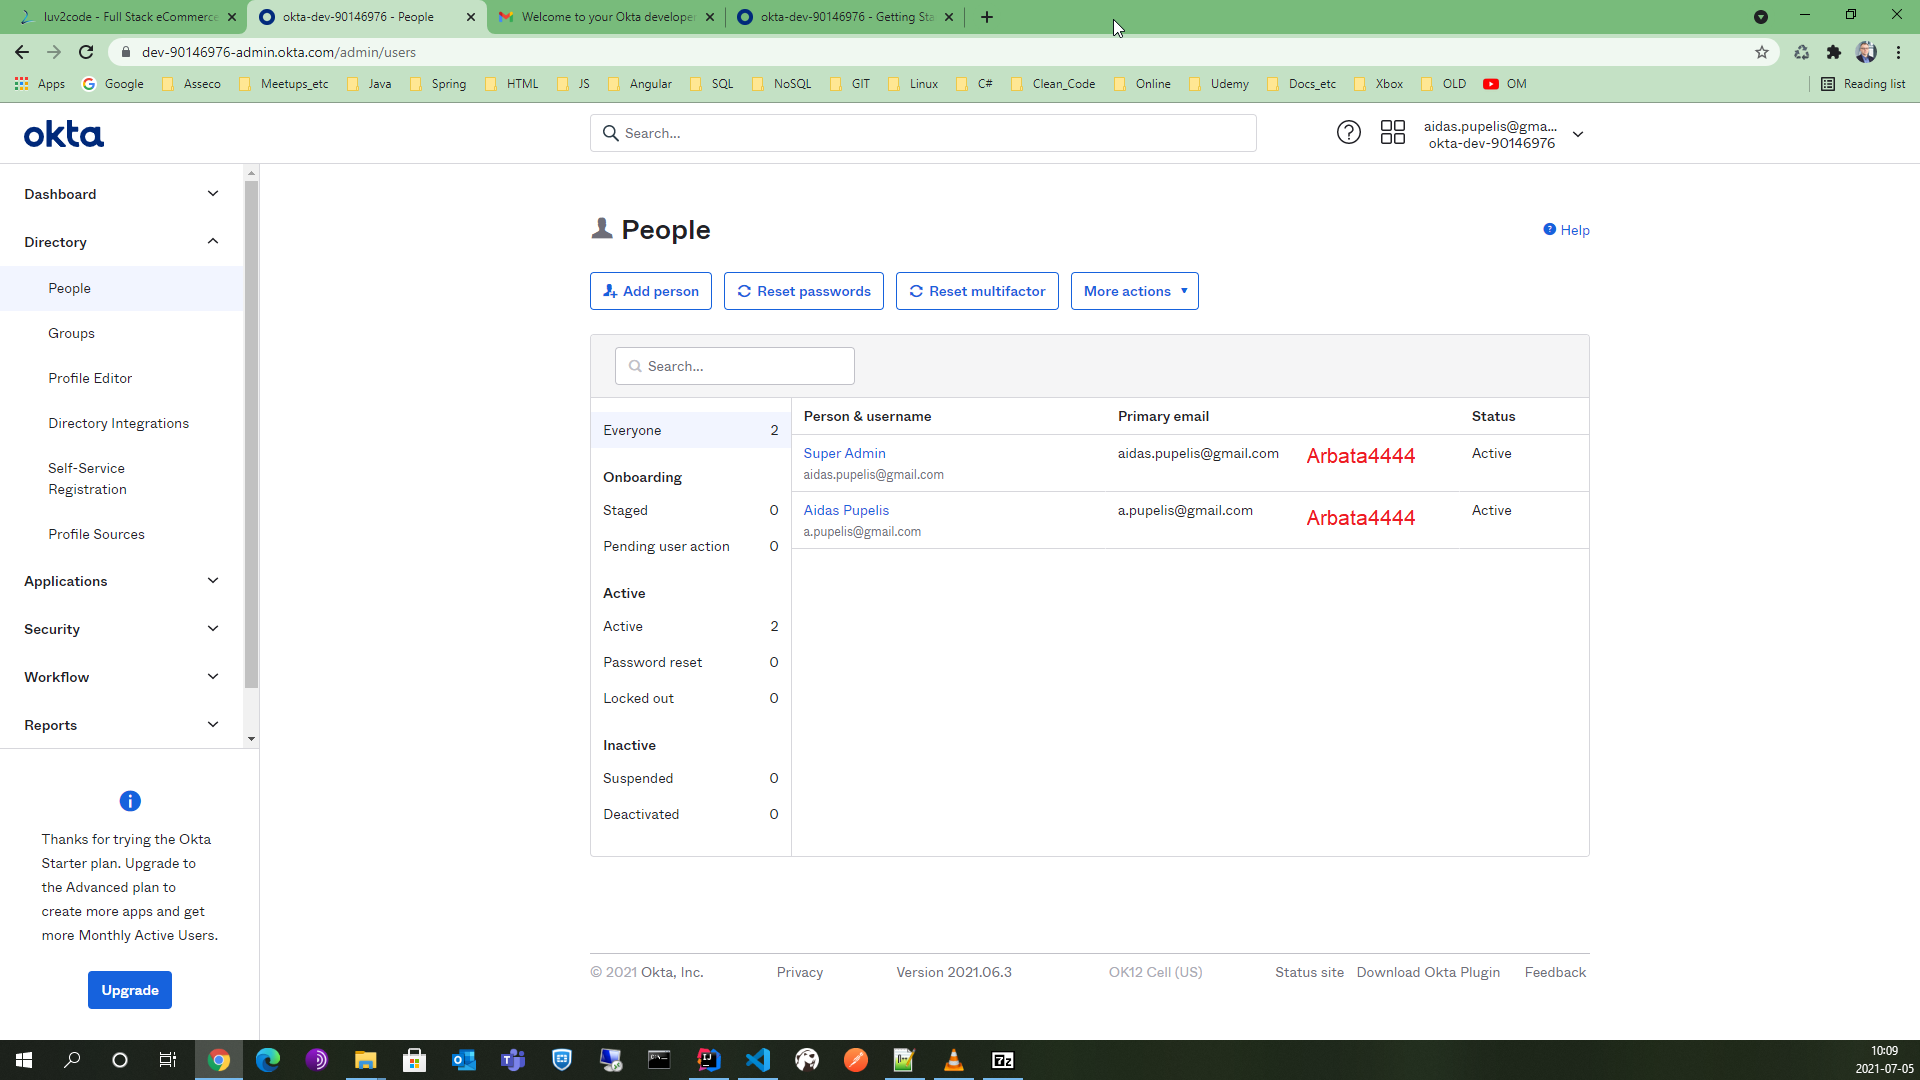 luv2code - Full Stack eCommerce
okta-dev-90146976 - People
Welcome to your Okta developer
okta-dev-90146976 - Getting Sta
dev-90146976-admin.okta.com/admin/users
Apps
Google
Asseco
Meetups_etc
Java
Spring
HTML
JS
Angular
SQL
NoSQL
GIT
Linux
C#
Clean_Code
Online
Udemy
Docs_etc
Xbox
OLD
OM
Reading list
okta
Search...
aidas.pupelis@gma...
okta-dev-90146976
Dashboard
Directory
People
Groups
Profile Editor
Directory Integrations
Self-Service
Registration
Profile Sources
Applications
Security
Workflow
Reports
Thanks for trying the Okta
Starter plan. Upgrade to
the Advanced plan to
create more apps and get
more Monthly Active Users.
Upgrade
People
Help
Add person
Reset passwords
Reset multifactor
More actions
Search...
Everyone 2
Onboarding
Staged 0
Pending user action 0
Active
Active 2
Password reset 0
Locked out 0
Inactive
Suspended 0
Deactivated 0
Person & username Primary email Status
Super Admin aidas.pupelis@gmail.com Arbata4444 Active
aidas.pupelis@gmail.com
Aidas Pupelis a.pupelis@gmail.com Arbata4444 Active
a.pupelis@gmail.com
© 2021 Okta, Inc. Privacy Version 2021.06.3 OK12 Cell (US) Status site Download Okta Plugin Feedback
10:09
2021-07-05